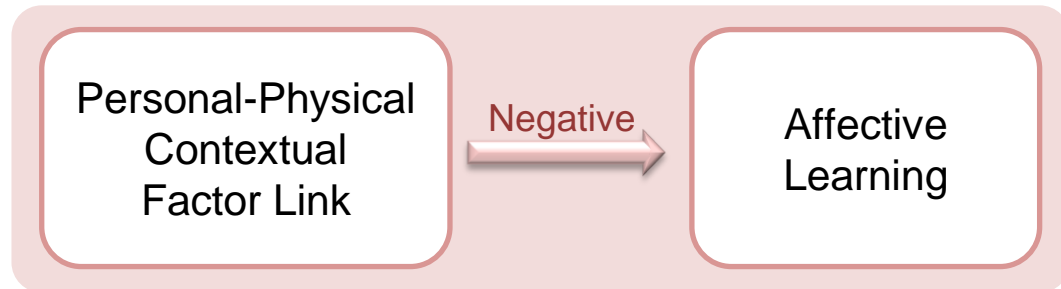 Personal-Physical
Contextual
Factor Link
Negative
Affective
Learning